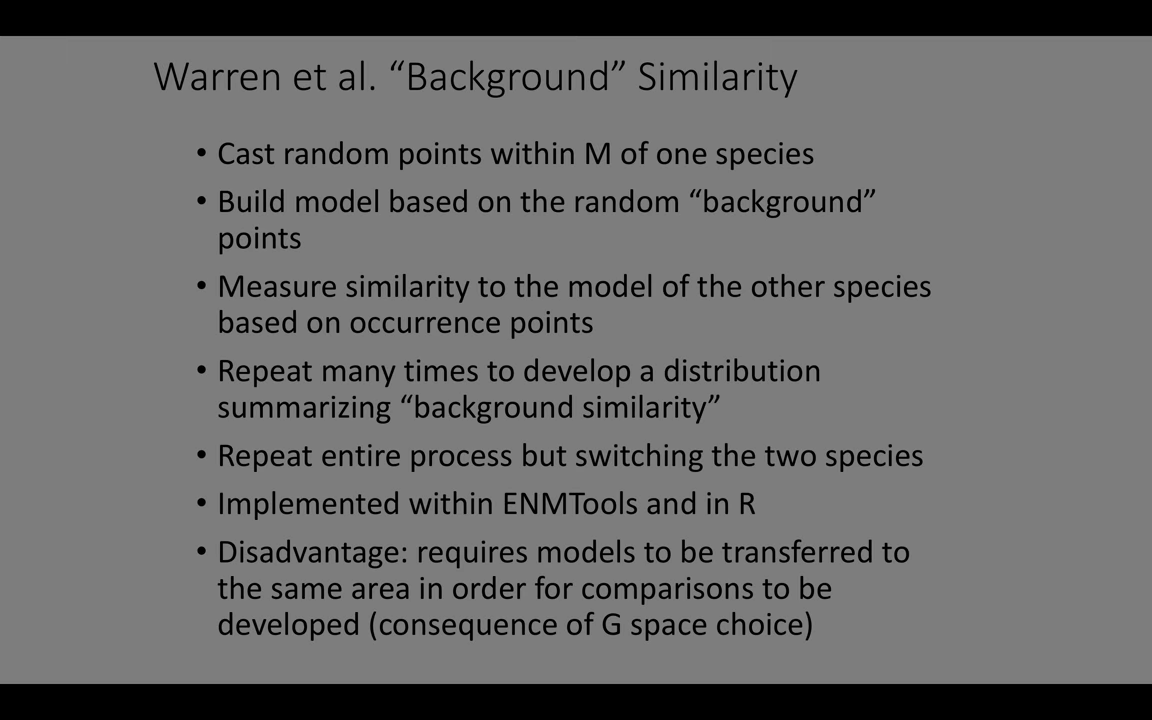 Warren et al. “Background” Similarity
• Cast random points within M of one species
• Build model based on the random “background”
points
• Measure similarity to the model of the other species
based on occurrence points
• Repeat many times to develop a distribution
summarizing “background similarity”
• Repeat entire process but switching the two species
• Implemented within ENMTools and in R
• Disadvantage: requires models to be transferred to
the same area in order for comparisons to be
developed (consequence of G space choice)